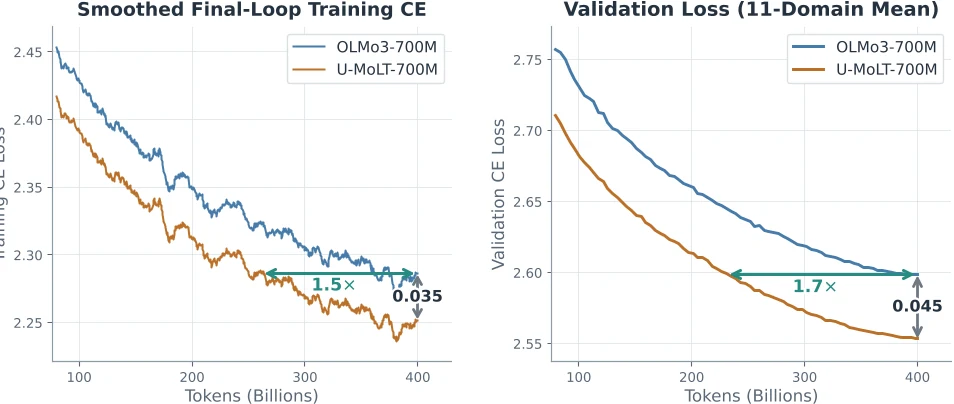 Smoothed Final-Loop Training CE
OLMo3-700M
U-MoLT-700M
2.45
2.40
2.35
2.30
2.25
1.5×
0.035
100
200
300
400
Tokens (Billions)
Validation Loss (11-Domain Mean)
OLMo3-700M
U-MoLT-700M
Validation CE Loss
2.75
2.70
2.65
2.60
2.55
1.7×
0.045
100
200
300
400
Tokens (Billions)